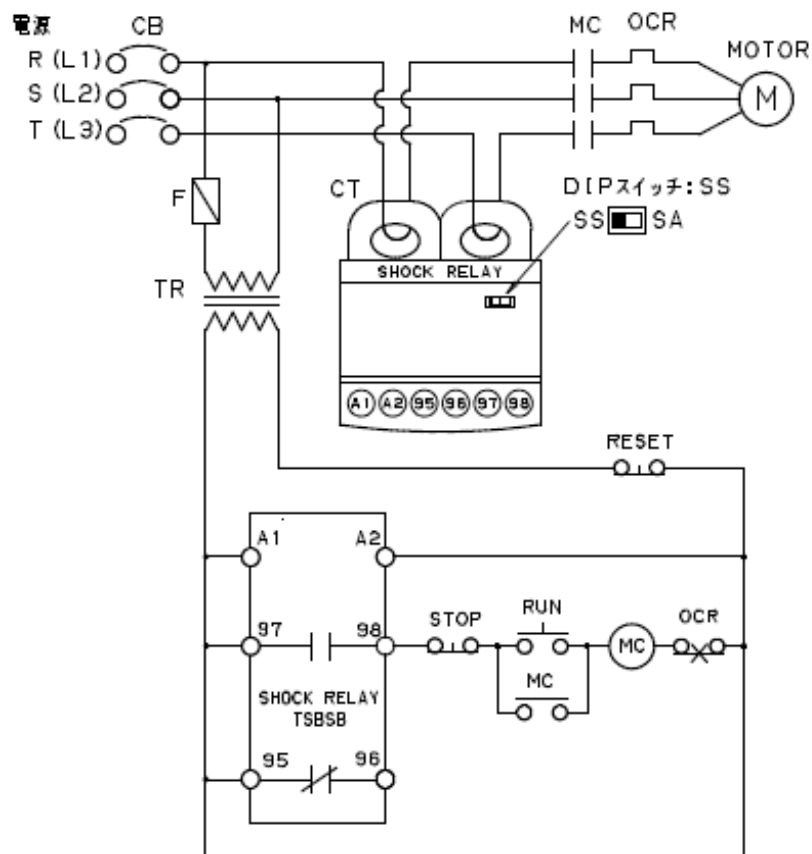 電源
CB
MC
OCR
MOTOR
R (L1)
S (L2)
T (L3)
M
F
CT
DIPスイッチ:SS
SS
SA
SHOCK RELAY
TR
A1 A2 95 96 97 98
RESET
A1
A2
97
98
STOP
RUN
MC
OCR
MC
SHOCK RELAY
TSBSB
95
96